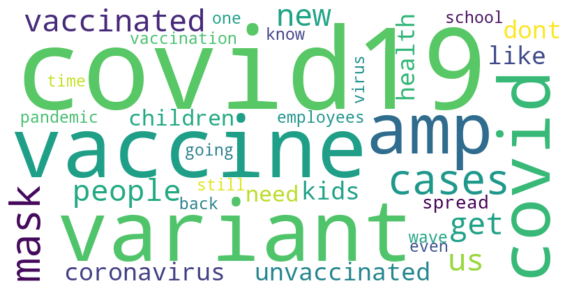 vaccinated
one
new
school
dont
vaccination
know
like
covid19
time
virus
health
pandemic
children
employees
amp
vaccine
going
covid
cases
people
still
need
kids
back
spread
mask
variant
get
wave
even
us
coronavirus
unvaccinated